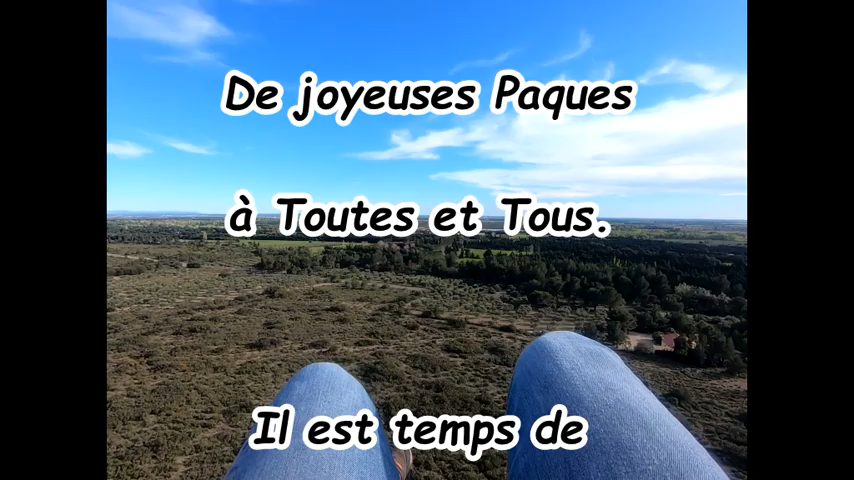 De joyeuses Paques
à Toutes et Tous.
Il est temps de